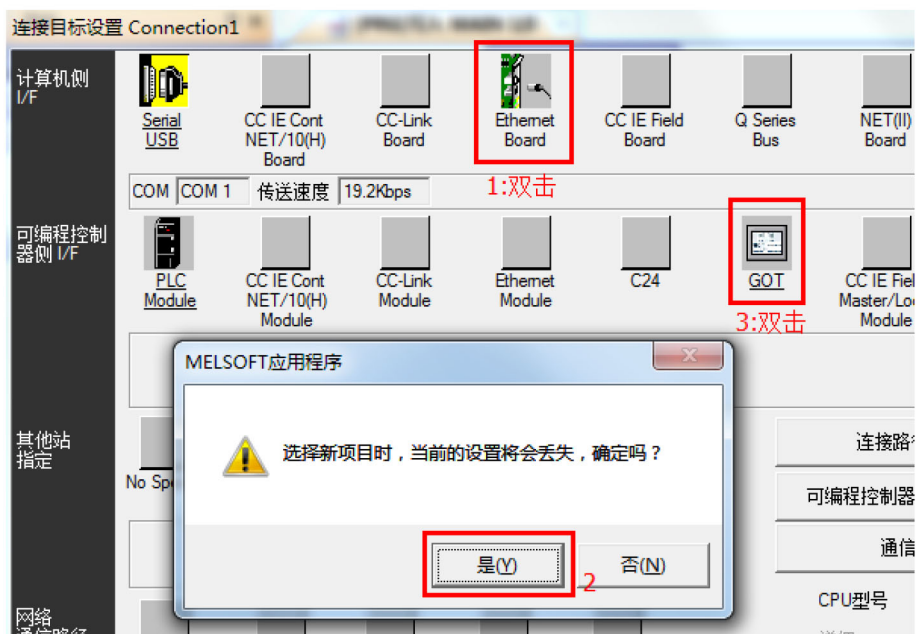 连接目标设置 Connection1
计算机侧
I/F
Serial
USB
CC IE Cont
NET/10(H)
Board
CC-Link
Board
Ethernet
Board
CC IE Field
Board
Q Series
Bus
NET(II)
Board
COM COM 1 传送速度 19.2Kbps
1:双击
可编程控制
器侧 I/F
PLC
Module
CC IE Cont
NET/10(H)
Module
CC-Link
Module
Ethernet
Module
C24
GOT
CC IE Fiel
Master/Lo
Module
3:双击
MELSOFT应用程序
选择新项目时，当前的设置将会丢失，确定吗？
是(Y)
否(N)
2
其他站
指定
No Sp
连接路
可编程控制器
通信
CPU型号
网络